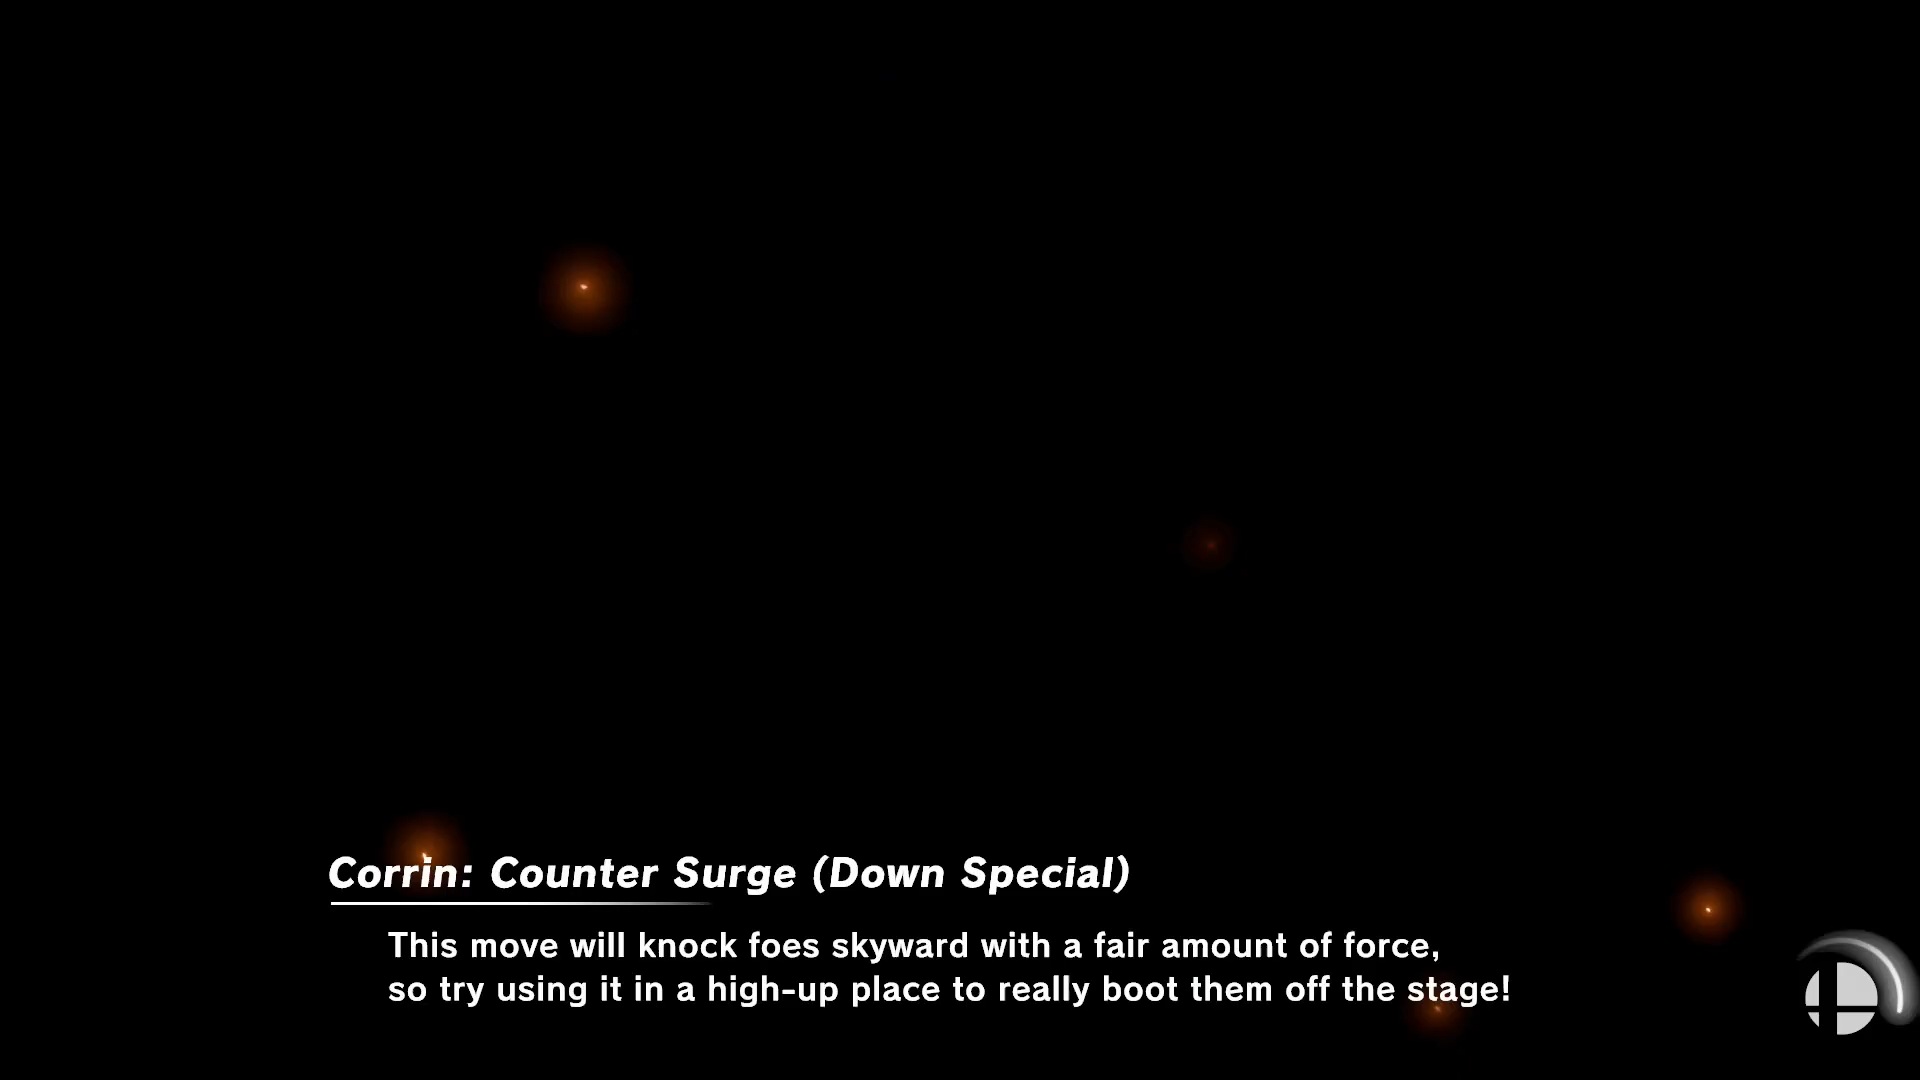 Corrin: Counter Surge (Down Special)
This move will knock foes skyward with a fair amount of force,
so try using it in a high-up place to really boot them off the stage!